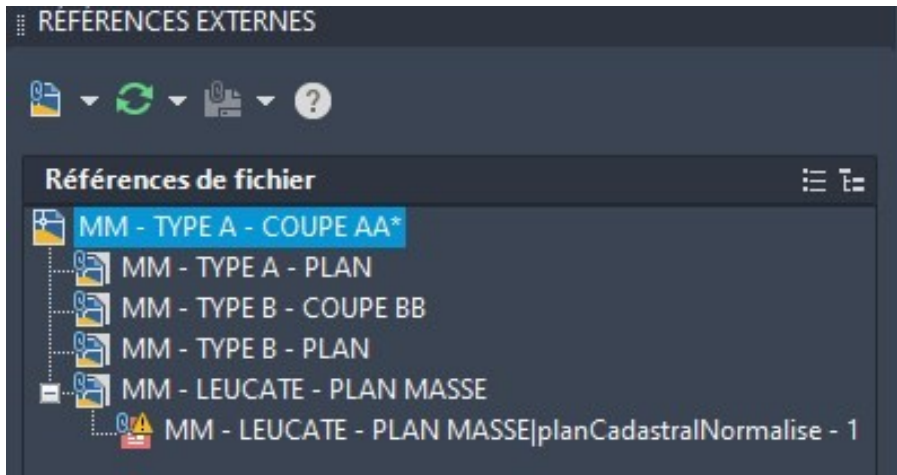 RÉFÉRENCES EXTERNES
?
Références de fichier
MM - TYPE A - COUPE AA*
MM - TYPE A - PLAN
MM - TYPE B - COUPE BB
MM - TYPE B - PLAN
MM - LEUCATE - PLAN MASSE
MM - LEUCATE - PLAN MASSE|planCadastralNormalise - 1